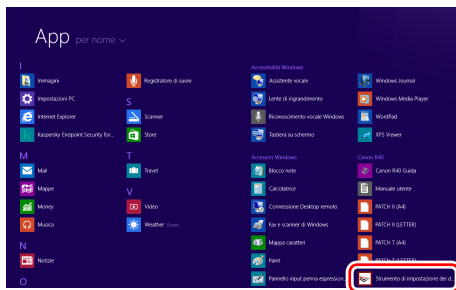 App per nome
I
Immagini
Impostazioni PC
Internet Explorer
Kaspersky Endpoint Security for...
M
Mail
Mappe
Money
Musica
N
Notizie
O
Registratore di suoni
S
Scanner
Store
T
Travel
V
Video
Weather
Accessibilità Windows
Assistente vocale
Lente di ingrandimento
Riconoscimento vocale Windows
Tastiera su schermo
Accessori Windows
Blocco note
Calcolatrice
Connessione Desktop remoto
Fax e scanner di Windows
Mappa caratteri
Paint
Pannello input penna espression...
Windows Journal
Windows Media Player
WordPad
XPS Viewer
Canon R40
Canon R40 Guida
Manuale utente
PATCH II (A4)
PATCH II (LETTER)
PATCH T (A4)
PATCH T (LETTER)
Strumento di impostazione dei d...